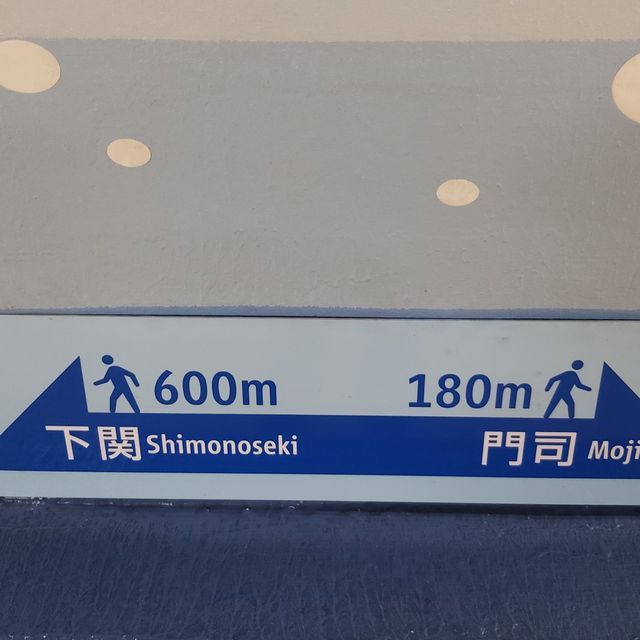 600m 180m
下関 Shimonoseki 門司 Moji